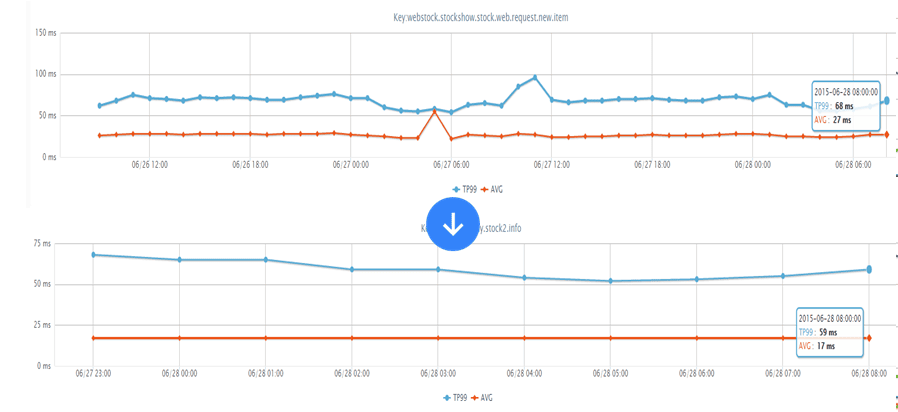 Key:webstock.stockshow.stock.web.request.new.item
150 ms
100 ms
50 ms
0 ms
2015-06-28 08:00:00
TP99 : 68 ms
AVG : 27 ms
06/26 12:00 06/26 18:00 06/27 00:00 06/27 06:00 06/27 12:00 06/27 18:00 06/28 00:00 06/28 06:00
TP99 AVG
.stock2.info
75 ms
50 ms
25 ms
0 ms
2015-06-28 08:00:00
TP99 : 59 ms
AVG : 17 ms
06/27 23:00 06/28 00:00 06/28 01:00 06/28 02:00 06/28 03:00 06/28 04:00 06/28 05:00 06/28 06:00 06/28 07:00 06/28 08:00
TP99 AVG